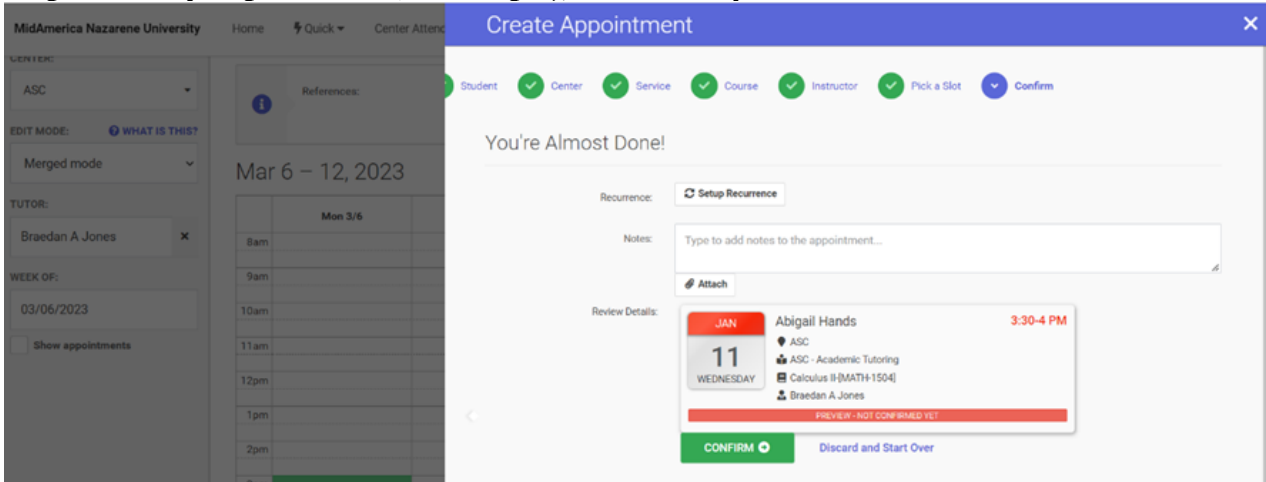 MidAmerica Nazarene University
Home
Quick
Center Attend
CENTER:
ASC
EDIT MODE:
WHAT IS THIS?
Merged mode
TUTOR:
Braedan A Jones
WEEK OF:
03/06/2023
Show appointments
References:
Mar 6 – 12, 2023
Mon 3/6
8am
9am
10am
11am
12pm
1pm
2pm
Create Appointment
Student
Center
Service
Course
Instructor
Pick a Slot
Confirm
You're Almost Done!
Recurrence:
Setup Recurrence
Notes:
Type to add notes to the appointment...
Attach
Review Details:
JAN
11
WEDNESDAY
Abigail Hands
3:30-4 PM
ASC
ASC - Academic Tutoring
Calculus II-[MATH-1504]
Braedan A Jones
PREVIEW - NOT CONFIRMED YET
CONFIRM
Discard and Start Over